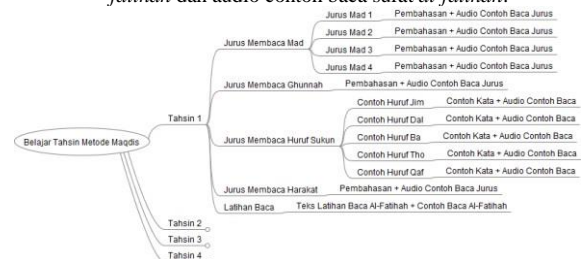 fatihah dan audio contoh baca surat al-fatihah.
Belajar Tahsin Metode Maqdis
Tahsin 1
Jurus Membaca Mad
Jurus Mad 1 Pembahasan + Audio Contoh Baca Jurus
Jurus Mad 2 Pembahasan + Audio Contoh Baca Jurus
Jurus Mad 3 Pembahasan + Audio Contoh Baca Jurus
Jurus Mad 4 Pembahasan + Audio Contoh Baca Jurus
Jurus Membaca Ghunnah Pembahasan + Audio Contoh Baca Jurus
Jurus Membaca Huruf Sukun
Contoh Huruf Jim Contoh Kata + Audio Contoh Baca
Contoh Huruf Dal Contoh Kata + Audio Contoh Baca
Contoh Huruf Ba Contoh Kata + Audio Contoh Baca
Contoh Huruf Tho Contoh Kata + Audio Contoh Baca
Contoh Huruf Qaf Contoh Kata + Audio Contoh Baca
Jurus Membaca Harakat Pembahasan + Audio Contoh Baca Jurus
Latihan Baca Teks Latihan Baca Al-Fatihah + Contoh Baca Al-Fatihah
Tahsin 2
Tahsin 3
Tahsin 4